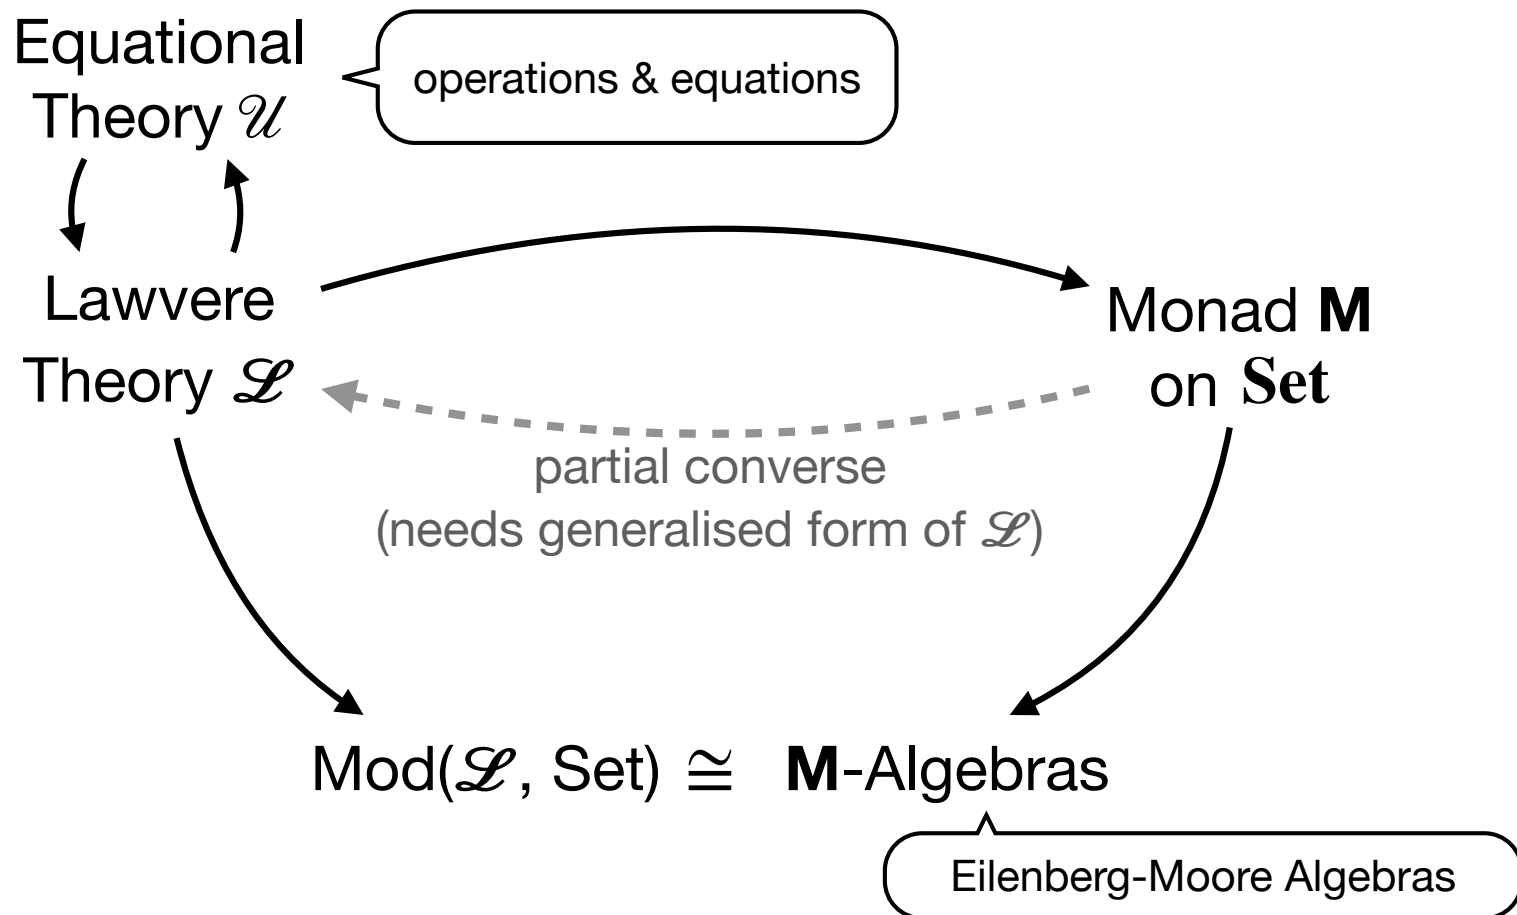 Equational
Theory 𝒰
operations & equations
Lawvere
Theory ℒ
Monad M
on Set
partial converse
(needs generalised form of ℒ)
Mod(ℒ, Set) ≅ M-Algebras
Eilenberg-Moore Algebras